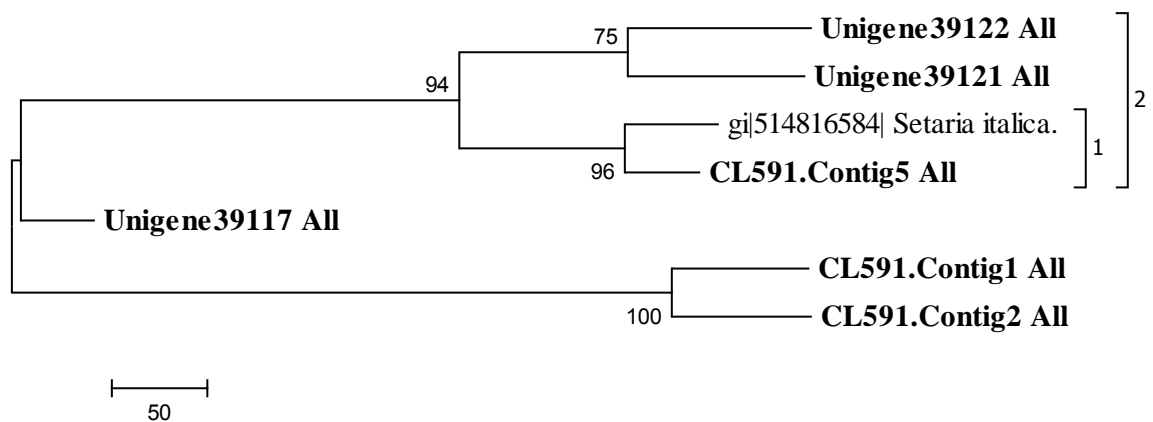 Unigene39122 All
75
Unigene39121 All
94
2
gi|514816584| Setaria italica.
1
96
CL591.Contig5 All
Unigene39117 All
CL591.Contig1 All
100
CL591.Contig2 All
50